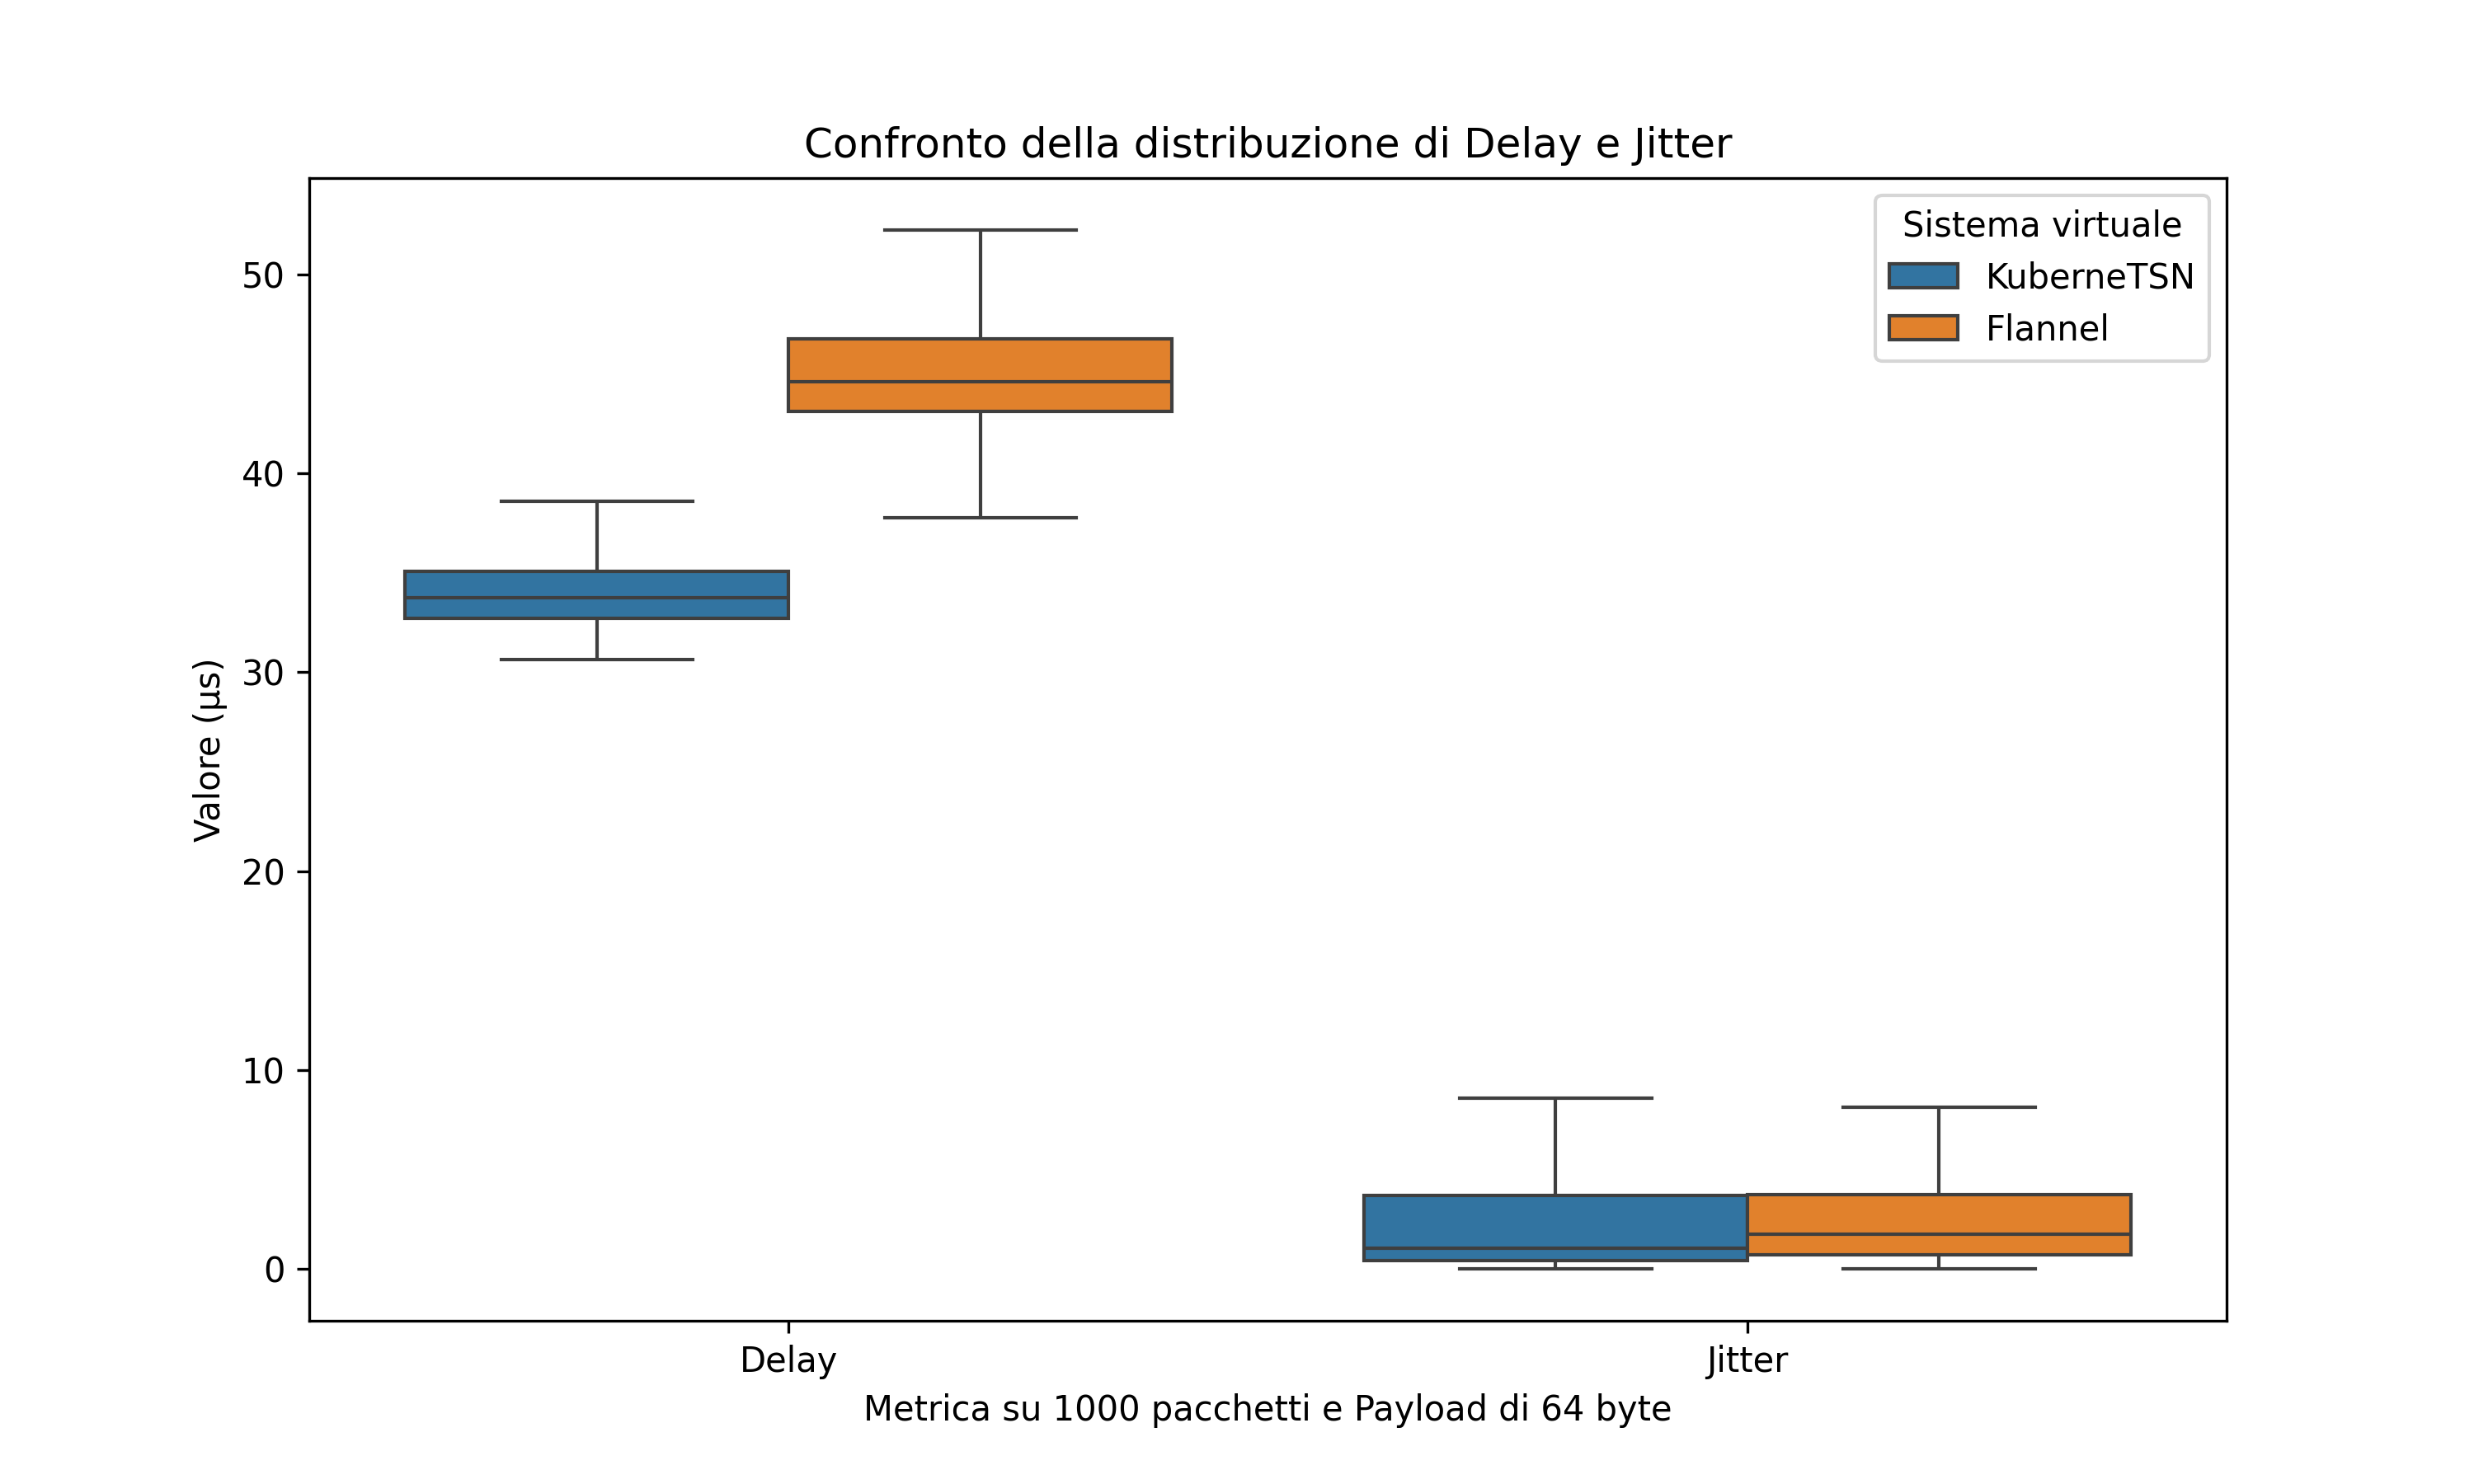 Confronto della distribuzione di Delay e Jitter
Sistema virtuale
KuberneTSN
Flannel
Valore (µs)
50
40
30
20
10
0
Delay
Jitter
Metrica su 1000 pacchetti e Payload di 64 byte